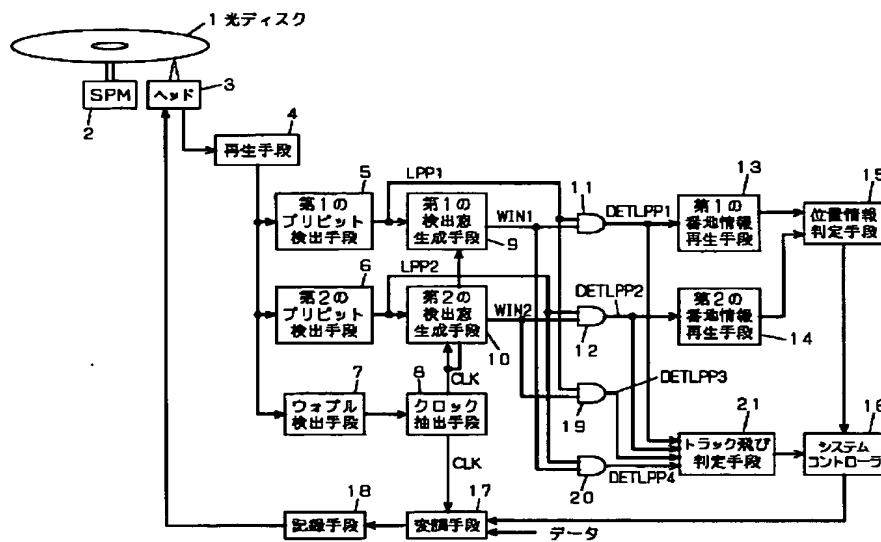 1 光ディスク
SPM
2
ヘッド
3
4
再生手段
5
第1の
プリピット
検出手段
LPP1
第1の
検出窓
生成手段
9
WIN1
11
DETLPP1
13
第1の
番地情報
再生手段
15
位置情報
判定手段
6
第2の
プリピット
検出手段
LPP2
第2の
検出窓
生成手段
10
WIN2
DETLPP2
12
第2の
番地情報
再生手段
14
7
ウォブル
検出手段
8
クロック
抽出手段
CLK
DETLPP3
19
20
DETLPP4
21
トラック飛び
判定手段
16
システム
コントローラ
CLK
18
記録手段
17
変調手段
データ